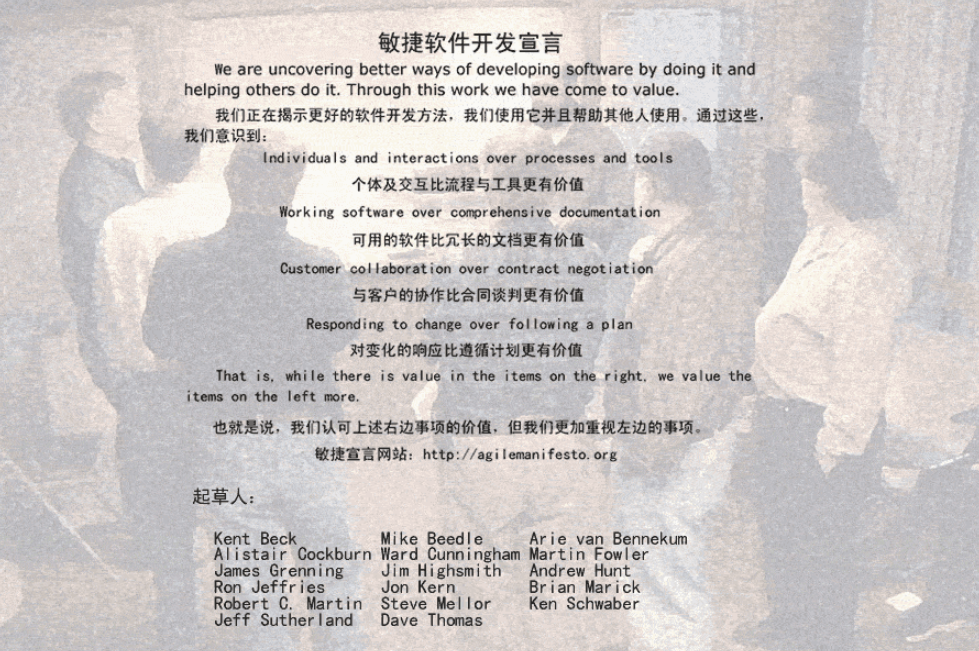 敏捷软件开发宣言
We are uncovering better ways of developing software by doing it and
helping others do it. Through this work we have come to value.
我们正在揭示更好的软件开发方法，我们使用它并且帮助其他人使用。通过这些，
我们意识到：
Individuals and interactions over processes and tools
个体及交互比流程与工具更有价值
Working software over comprehensive documentation
可用的软件比冗长的文档更有价值
Customer collaboration over contract negotiation
与客户的协作比合同谈判更有价值
Responding to change over following a plan
对变化的响应比遵循计划更有价值
That is, while there is value in the items on the right, we value the
items on the left more.
也就是说，我们认可上述右边事项的价值，但我们更加重视左边的事项。
敏捷宣言网站：http://agilemanifesto.org
起草人：
Kent Beck Mike Beedle Arie van Bennekum
Alistair Cockburn Ward Cunningham Martin Fowler
James Grenning Jim Highsmith Andrew Hunt
Ron Jeffries Jon Kern Brian Marick
Robert C. Martin Steve Mellor Ken Schwaber
Jeff Sutherland Dave Thomas